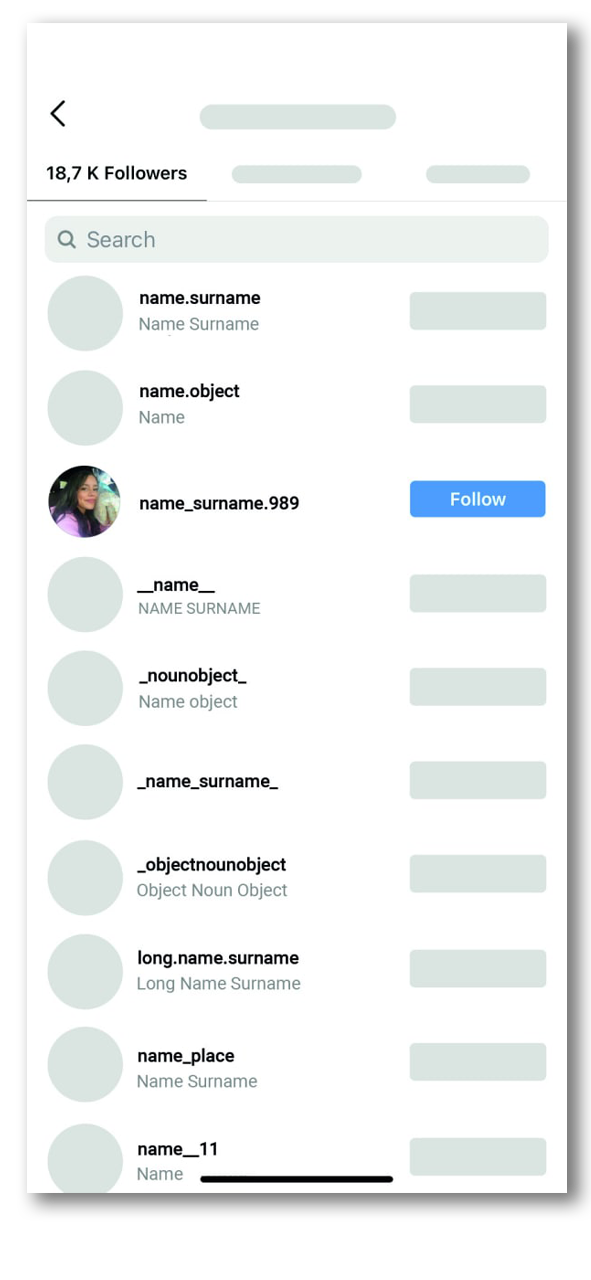 18,7 K Followers
Search
name.surname
Name Surname
name.object
Name
name_surname.989
Follow
__name__
NAME SURNAME
_nounobject_
Name object
_name_surname_
_objectnounobject
Object Noun Object
long.name.surname
Long Name Surname
name_place
Name Surname
name__11
Name